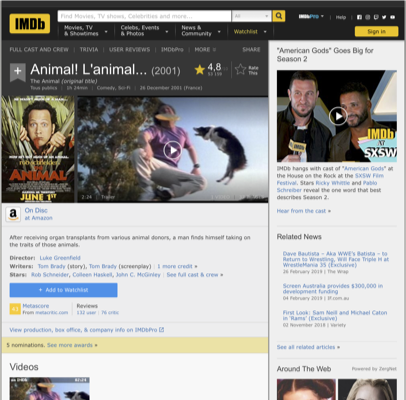 IMDb
Find Movies, TV shows, Celebrities and more...
All
IMDbPro
Help
Movies, TV & Showtimes
Celebs, Events & Photos
News & Community
Watchlist
Sign in
FULL CAST AND CREW | TRIVIA | USER REVIEWS | IMDbPro | MORE
SHARE
Animal! L'animal... (2001)
The Animal (original title)
Tous publics | 1h 24min | Comedy, Sci-Fi | 26 December 2001 (France)
4,8
Rate This
ANIMAL
JUNE 1ST
2:24 | Trailer
On Disc
at Amazon
After receiving organ transplants from various animal donors, a man finds himself taking on the traits of those animals.
Director: Luke Greenfield
Writers: Tom Brady (story), Tom Brady (screenplay) | 1 more credit »
Stars: Rob Schneider, Colleen Haskell, John C. McGinley | See full cast & crew »
+ Add to Watchlist
Metascore
From metacritic.com
Reviews
132 user | 76 critic
View production, box office, & company info on IMDbPro
5 nominations. See more awards »
Videos
"American Gods" Goes Big for Season 2
IMDb
at
SXSW
IMDb hangs with cast of "American Gods" at The House on the Rock at the SXSW Film Festival. Stars Ricky Whittle and Pablo Schreiber reveal the one word that best describes Season 2.
Hear from the cast »
Related News
Dave Bautista – Aka WWE's Batista – to Return to Wrestling, Will Face Triple H at WrestleMania 35 (Exclusive)
26 February 2019 | The Wrap
Screen Australia provides $300,000 in development funding
04 February 2019 | if.com.au
First Look: Sam Neill and Michael Caton in 'Rams' (Exclusive)
02 November 2018 | Variety
See all related articles »
Around The Web
Powered by ZergNet